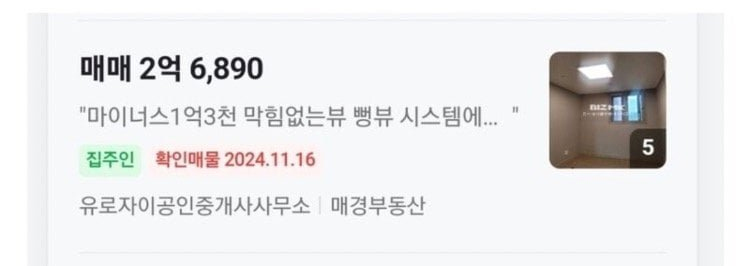 매매 2억 6,890
"마이너스1억3천 막힘없는뷰 뻥뷰 시스템에... "
집주인 확인매물 2024.11.16
BIZMK
5
유로자이공인중개사사무소 매경부동산